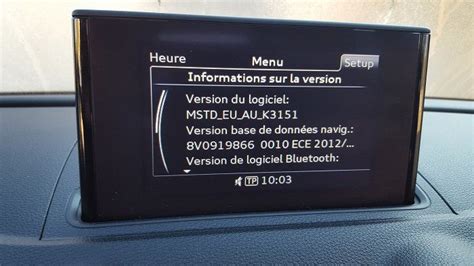 Heure Menu Setup
Informations sur la version
Version du logiciel:
MSTD_EU_AU_K3151
Version base de données navig.:
8V0919866 0010 ECE 2012/...
Version de logiciel Bluetooth:
TP 10:03